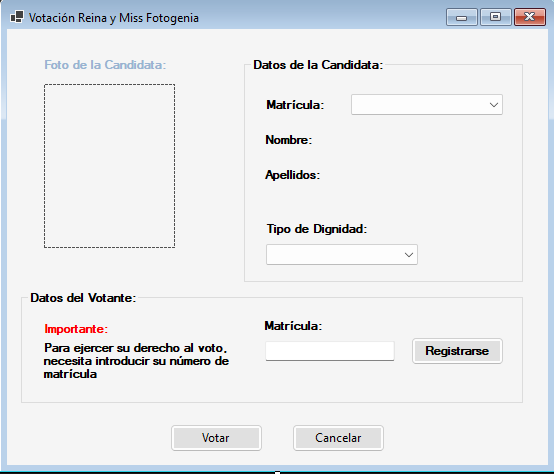 Votación Reina y Miss Fotogenia
Foto de la Candidata:
Datos de la Candidata:
Matrícula:
Nombre:
Apellidos:
Tipo de Dignidad:
Datos del Votante:
Importante:
Para ejercer su derecho al voto,
necesita introducir su número de
matrícula
Matrícula:
Registrarse
Votar
Cancelar